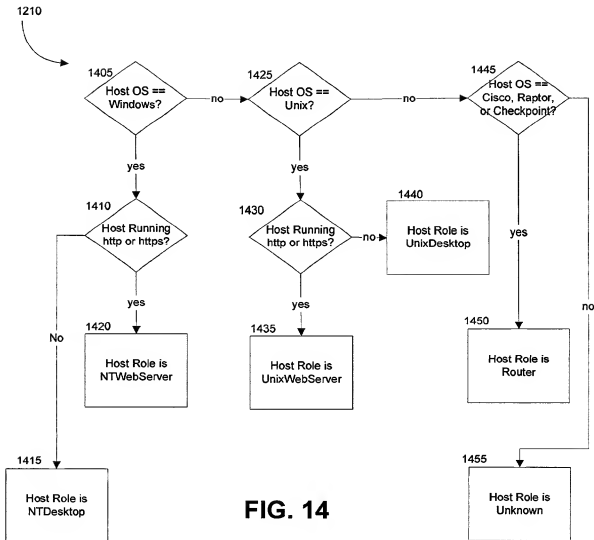 1210
1405
Host OS ==
Windows?
no
1425
Host OS ==
Unix?
no
1445
Host OS ==
Cisco, Raptor,
or Checkpoint?
yes
yes
1410
Host Running
http or https?
1430
Host Running
http or https?
no
1440
Host Role is
UnixDesktop
yes
no
yes
yes
No
1420
Host Role is
NTWebServer
1435
Host Role is
UnixWebServer
1450
Host Role is
Router
1415
Host Role is
NTDesktop
1455
Host Role is
Unknown
FIG. 14